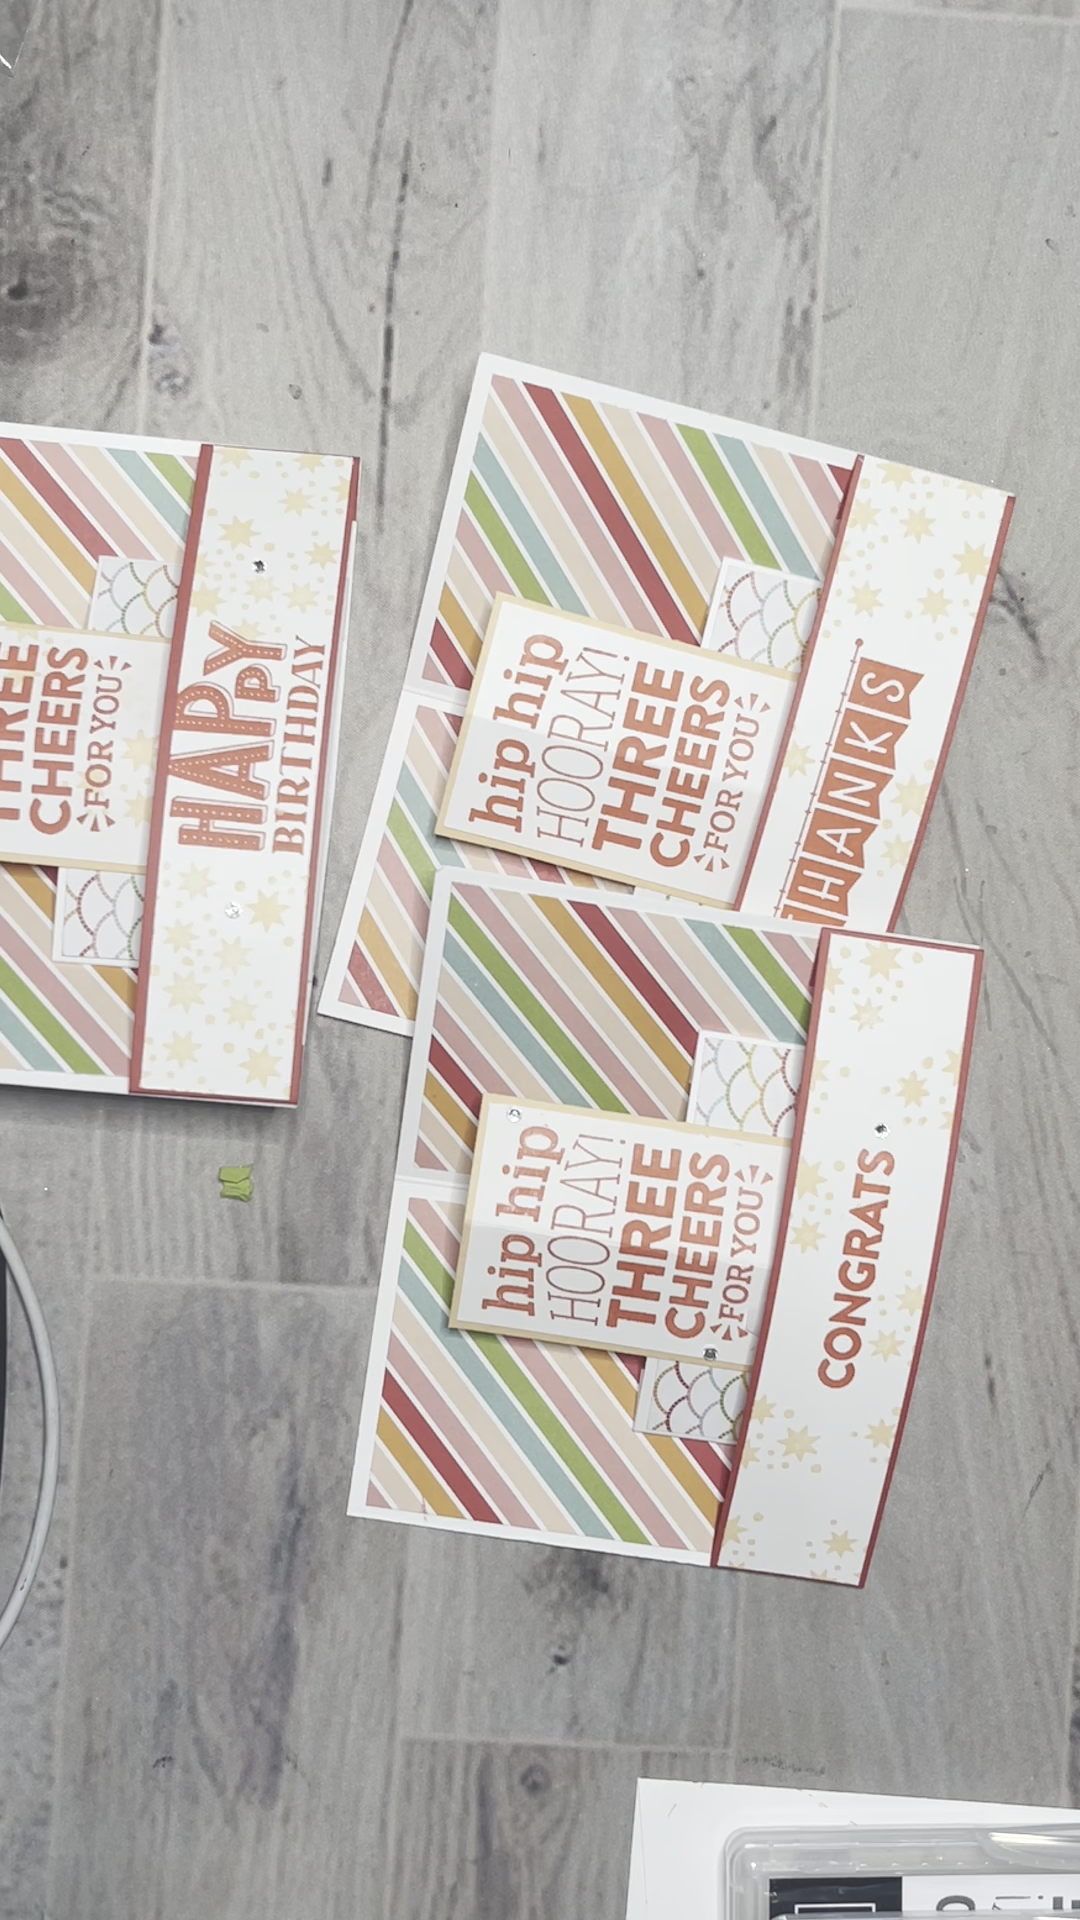 THREE
CHEERS
FOR YOU
HAPPY
BIRTHDAY
hip hip
HOORAY!
THREE
CHEERS
FOR YOU
THANKS
hip hip
HOORAY!
THREE
CHEERS
FOR YOU
CONGRATS